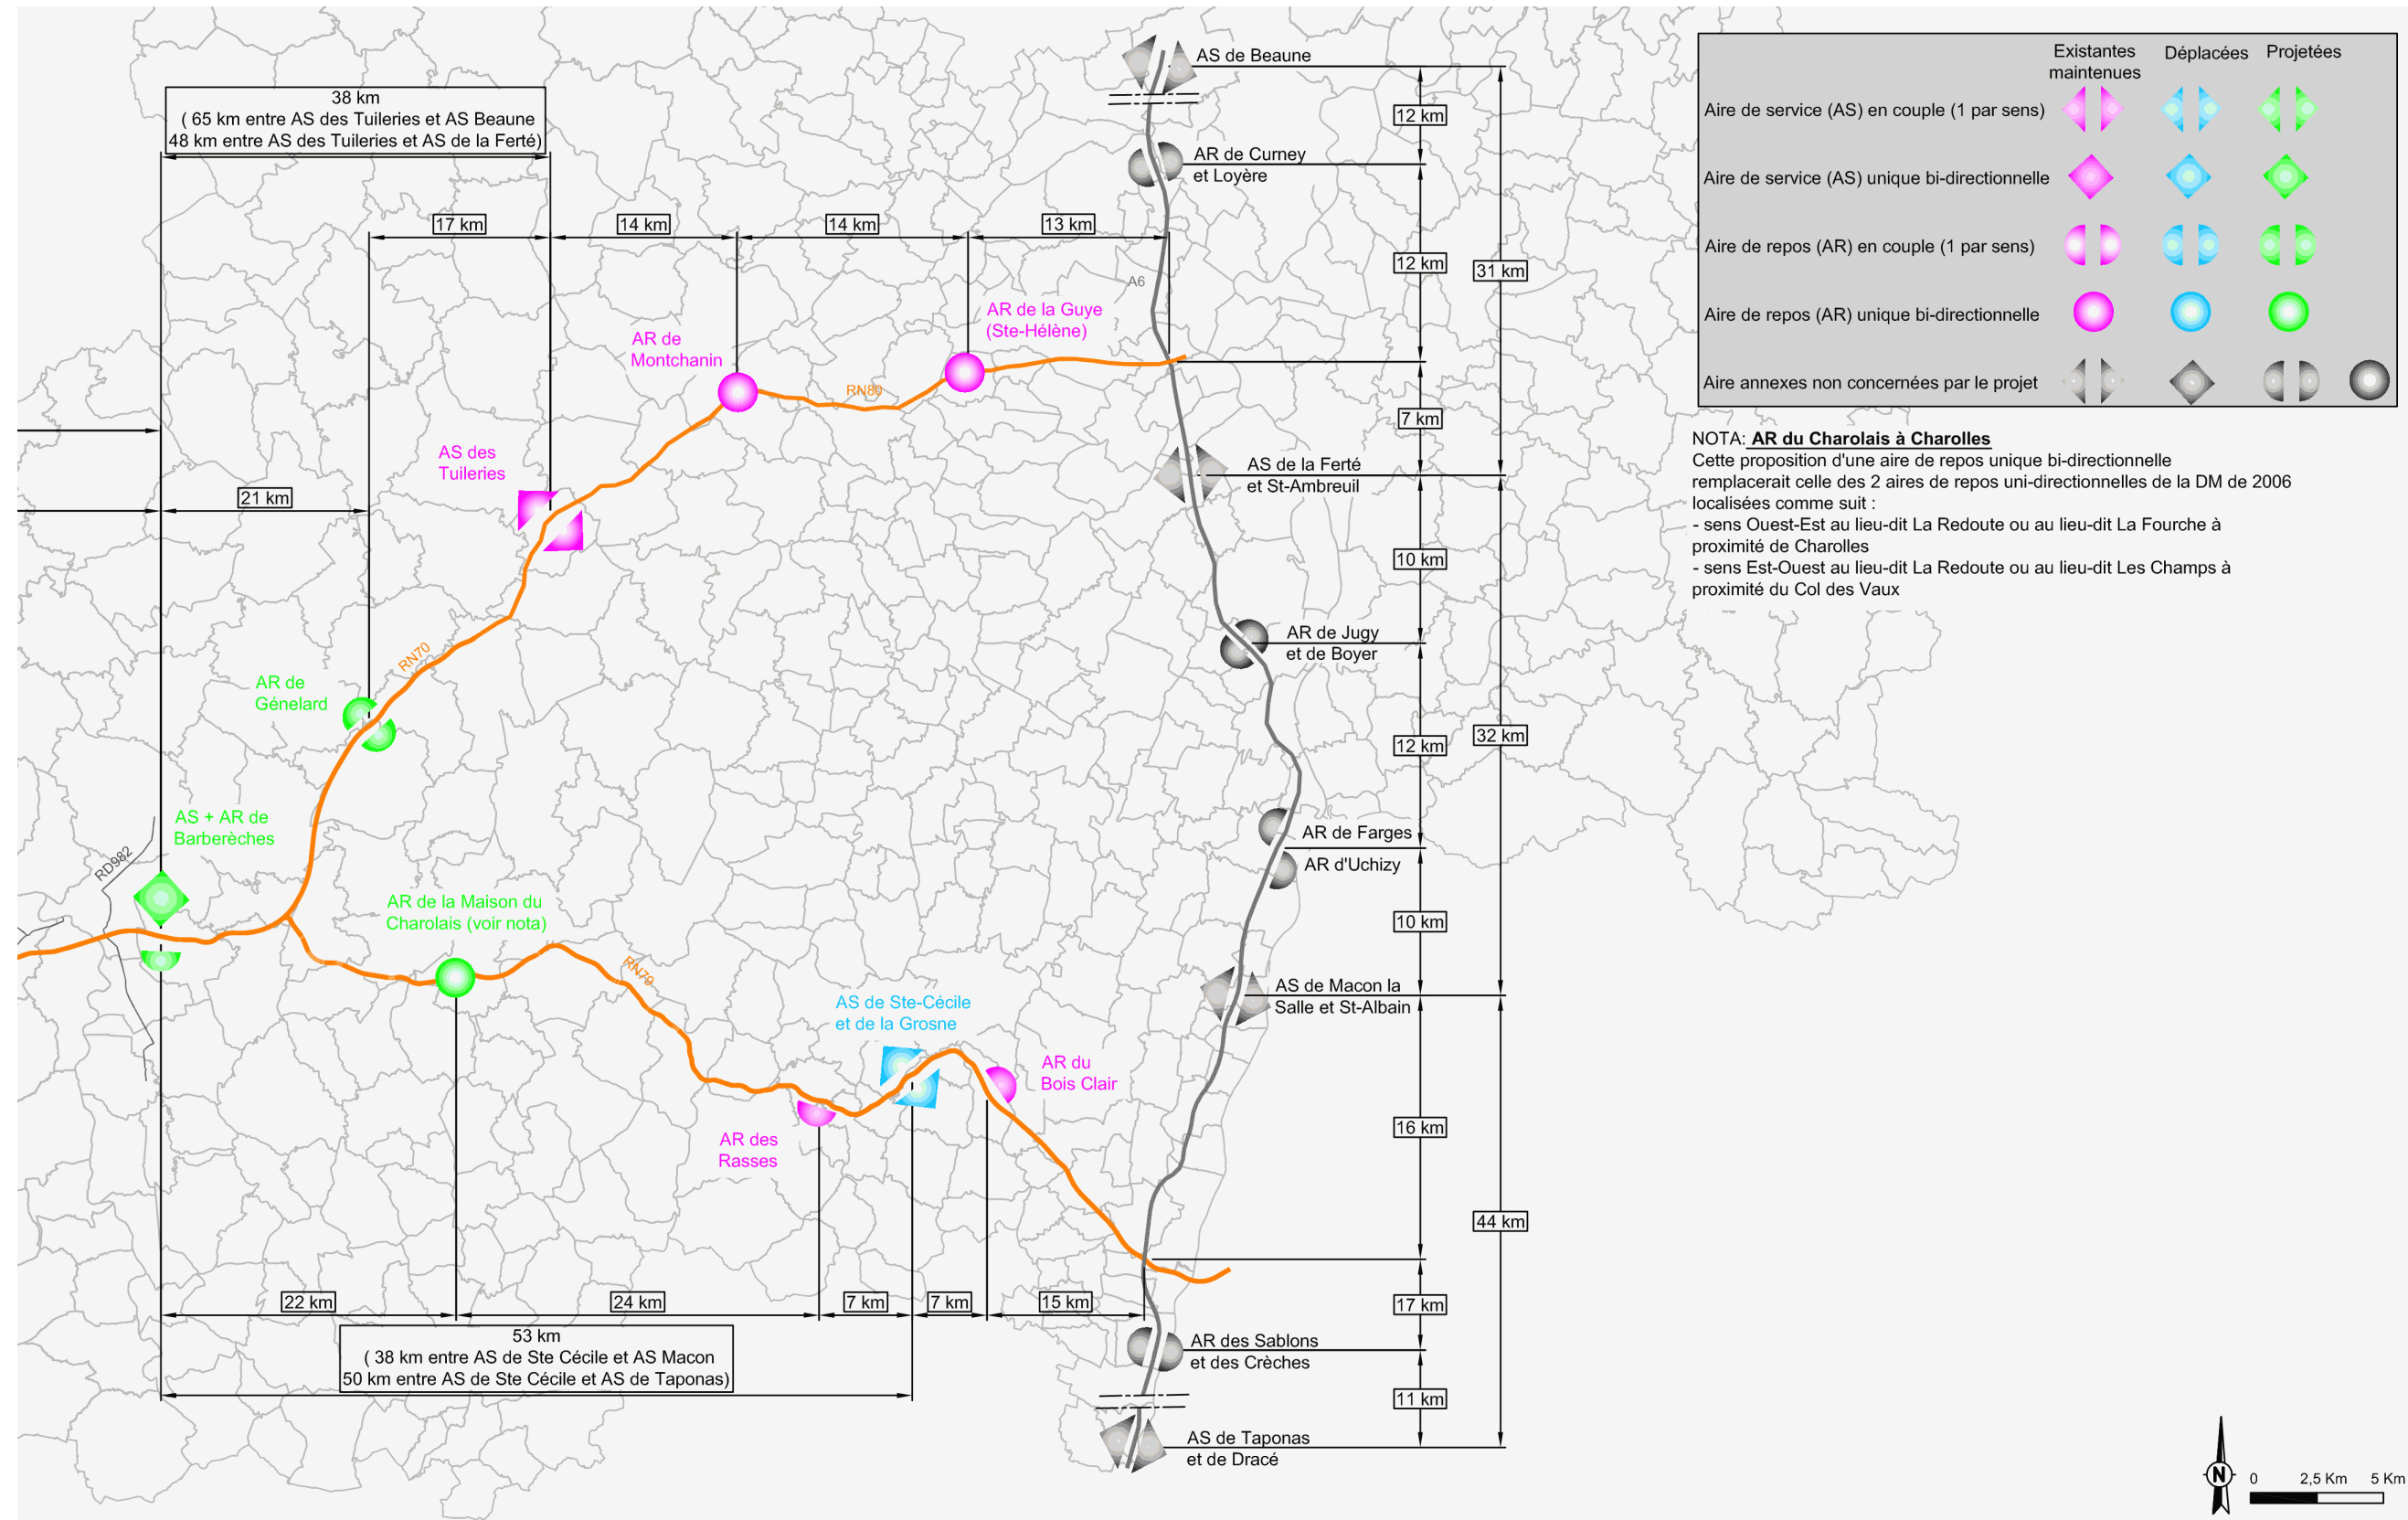 AS de Beaune
Existantes
maintenues
Déplacées
Projetées
Aire de service (AS) en couple (1 par sens)
Aire de service (AS) unique bi-directionnelle
Aire de repos (AR) en couple (1 par sens)
Aire de repos (AR) unique bi-directionnelle
Aire annexes non concernées par le projet
38 km
( 65 km entre AS des Tuileries et AS Beaune
48 km entre AS des Tuileries et AS de la Ferté)
12 km
AR de Curney
et Loyère
17 km
14 km
14 km
13 km
12 km
31 km
A6
AR de la Guye
(Ste-Hélène)
AR de
Montchanin
RN80
7 km
NOTA: AR du Charolais à Charolles
Cette proposition d'une aire de repos unique bi-directionnelle
remplacerait celle des 2 aires de repos uni-directionnelles de la DM de 2006
localisées comme suit :
- sens Ouest-Est au lieu-dit La Redoute ou au lieu-dit La Fourche à
proximité de Charolles
- sens Est-Ouest au lieu-dit La Redoute ou au lieu-dit Les Champs à
proximité du Col des Vaux
AS des
Tuileries
AS de la Ferté
et St-Ambreuil
21 km
10 km
AR de Jugy
et de Boyer
RN70
AR de
Génelard
12 km
32 km
AS + AR de
Barberèches
RD982
AR de Farges
AR d'Uchizy
AR de la Maison du
Charolais (voir nota)
10 km
RN79
AS de Macon la
Salle et St-Albain
AS de Ste-Cécile
et de la Grosne
AR du
Bois Clair
AR des
Rasses
16 km
44 km
22 km
24 km
7 km
7 km
15 km
17 km
53 km
( 38 km entre AS de Ste Cécile et AS Macon
50 km entre AS de Ste Cécile et AS de Taponas)
AR des Sablons
et des Crèches
11 km
AS de Taponas
et de Dracé
N
0
2,5 Km
5 Km